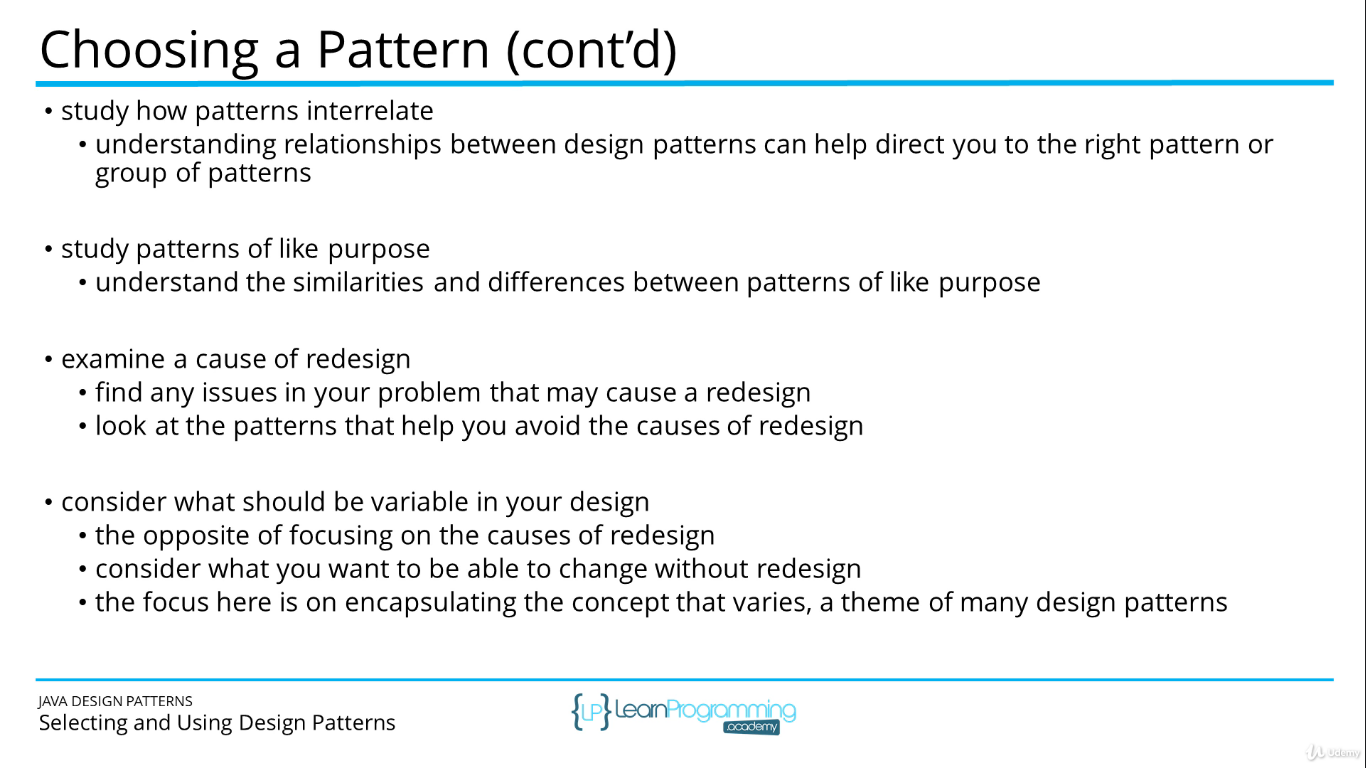 Choosing a Pattern (cont’d)
• study how patterns interrelate
• understanding relationships between design patterns can help direct you to the right pattern or
group of patterns
• study patterns of like purpose
• understand the similarities and differences between patterns of like purpose
• examine a cause of redesign
• find any issues in your problem that may cause a redesign
• look at the patterns that help you avoid the causes of redesign
• consider what should be variable in your design
• the opposite of focusing on the causes of redesign
• consider what you want to be able to change without redesign
• the focus here is on encapsulating the concept that varies, a theme of many design patterns
JAVA DESIGN PATTERNS
Selecting and Using Design Patterns
{LP} LearnProgramming
.academy
Udemy